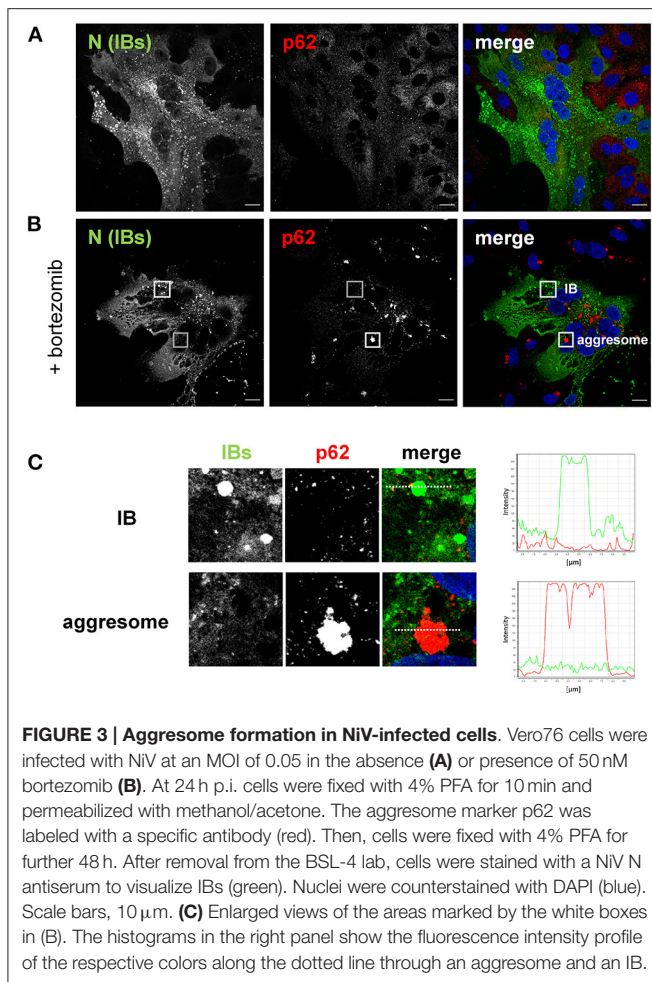 A
N (IBs)
p62
merge
B
N (IBs)
p62
merge
+ bortezomib
IB
aggresome
C
IBs
p62
merge
IB
Intensity
[µm]
aggresome
Intensity
[µm]
FIGURE 3 | Aggresome formation in NiV-infected cells. Vero76 cells were
infected with NiV at an MOI of 0.05 in the absence (A) or presence of 50 nM
bortezomib (B). At 24 h p.i. cells were fixed with 4% PFA for 10 min and
permeabilized with methanol/acetone. The aggresome marker p62 was
labeled with a specific antibody (red). Then, cells were fixed with 4% PFA for
further 48 h. After removal from the BSL-4 lab, cells were stained with a NiV N
antiserum to visualize IBs (green). Nuclei were counterstained with DAPI (blue).
Scale bars, 10 µm. (C) Enlarged views of the areas marked by the white boxes
in (B). The histograms in the right panel show the fluorescence intensity profile
of the respective colors along the dotted line through an aggresome and an IB.